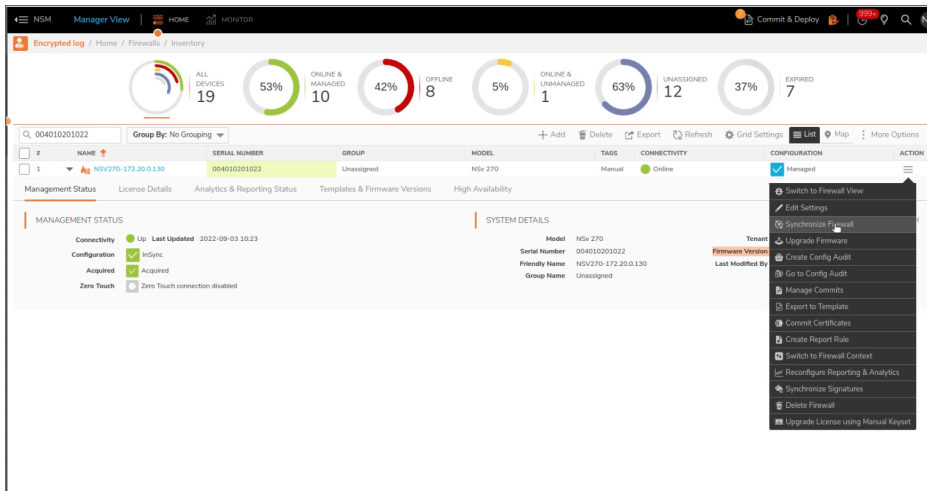 NSM Manager View HOME MONITOR Commit & Deploy 999+ N
Encrypted log / Home / Firewalls / Inventory
ALL DEVICES 19
53% ONLINE & MANAGED 10
42% OFFLINE 8
5% ONLINE & UNMANAGED 1
63% UNASSIGNED 12
37% EXPIRED 7
004010201022 Group By: No Grouping + Add Delete Export Refresh Grid Settings List Map More Options
# NAME SERIAL NUMBER GROUP MODEL TAGS CONNECTIVITY CONFIGURATION ACTION
1 NSV270-172.20.0.130 004010201022 Unassigned NSv 270 Manual Online Managed
Management Status License Details Analytics & Reporting Status Templates & Firmware Versions High Availability
MANAGEMENT STATUS
Connectivity Up Last Updated 2022-09-03 10:23
Configuration InSync
Acquired Acquired
Zero Touch Zero Touch connection disabled
SYSTEM DETAILS
Model NSv 270 Tenant
Serial Number 004010201022 Firmware Version
Friendly Name NSV270-172.20.0.130 Last Modified By
Group Name Unassigned
Switch to Firewall View
Edit Settings
Synchronize Firewall
Upgrade Firmware
Create Config Audit
Go to Config Audit
Manage Commits
Export to Template
Commit Certificates
Create Report Rule
Switch to Firewall Context
Reconfigure Reporting & Analytics
Synchronize Signatures
Delete Firewall
Upgrade License using Manual Keyset